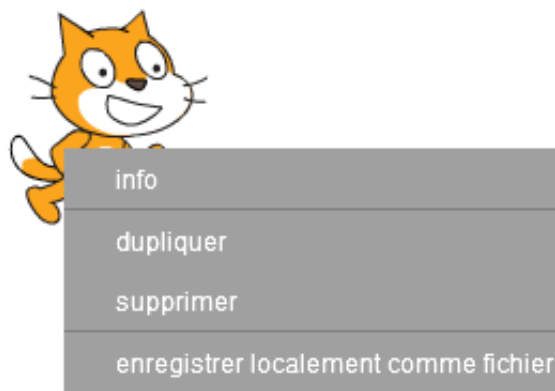 info
dupliquer
supprimer
enregistrer localement comme fichier